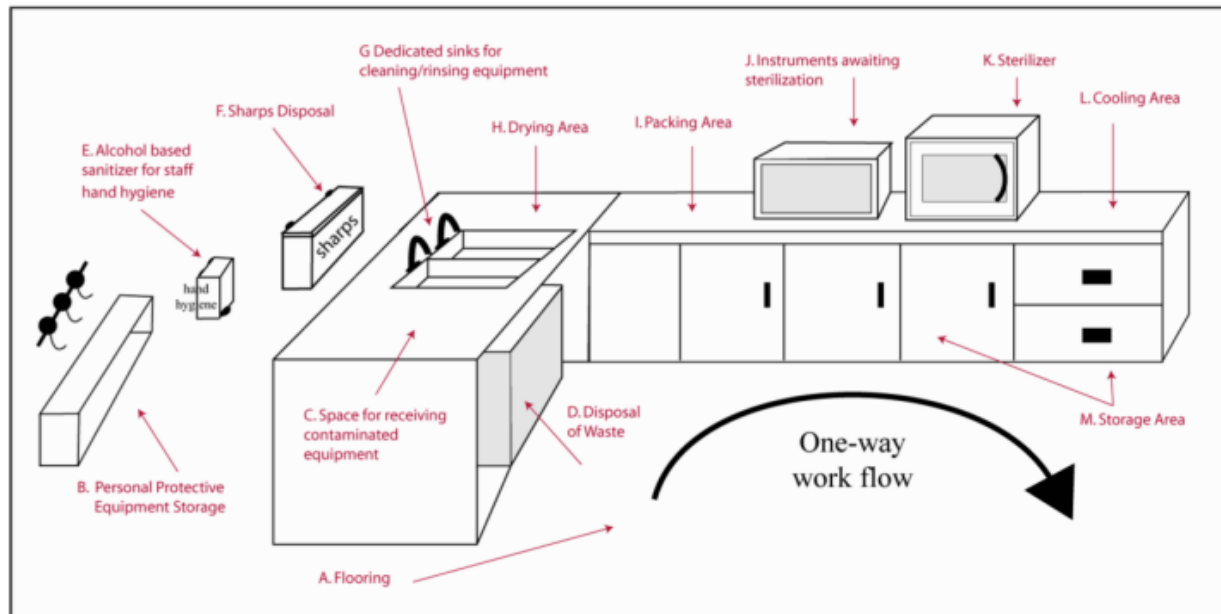 G Dedicated sinks for
cleaning/rinsing equipment
J. Instruments awaiting
sterilization
K. Sterilizer
L. Cooling Area
F. Sharps Disposal
H. Drying Area
I. Packing Area
E. Alcohol based
sanitizer for staff
hand hygiene
sharps
hand
hygiene
C. Space for receiving
contaminated
equipment
D. Disposal
of Waste
M. Storage Area
One-way
work flow
B. Personal Protective
Equipment Storage
A. Flooring